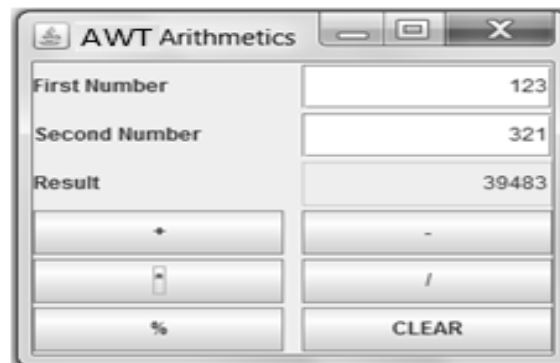 AWT Arithmetics
First Number 123
Second Number 321
Result 39483
+ -
* /
% CLEAR